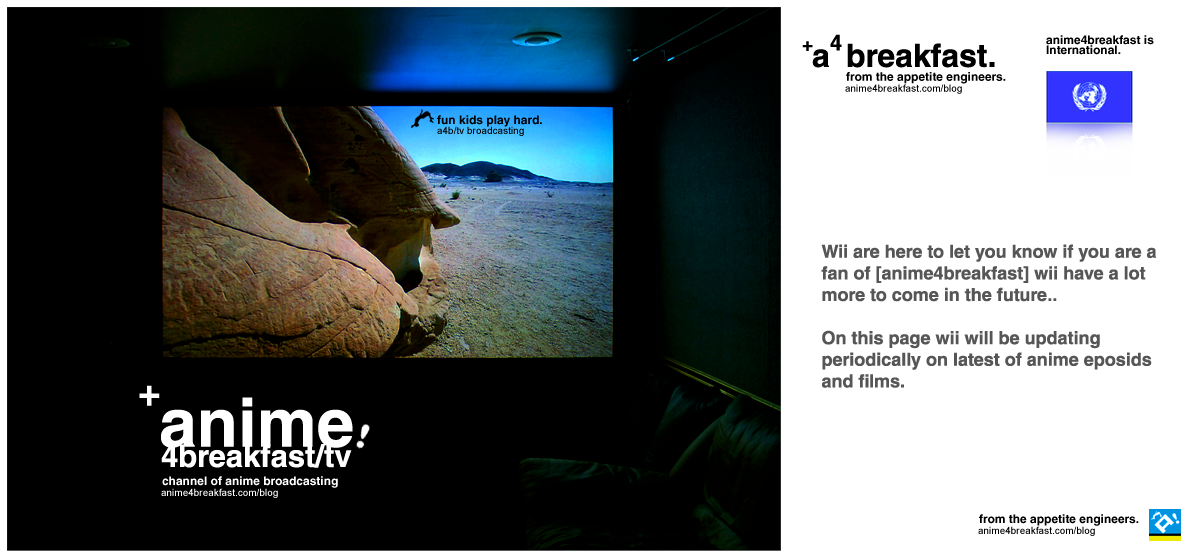 fun kids play hard.
a4b/tv broadcasting
+anime!
4breakfast/tv
channel of anime broadcasting
anime4breakfast.com/blog
+a4 breakfast.
from the appetite engineers.
anime4breakfast.com/blog
anime4breakfast is
International.
Wii are here to let you know if you are a
fan of [anime4breakfast] wii have a lot
more to come in the future..
On this page wii will be updating
periodically on latest of anime eposids
and films.
from the appetite engineers.
anime4breakfast.com/blog